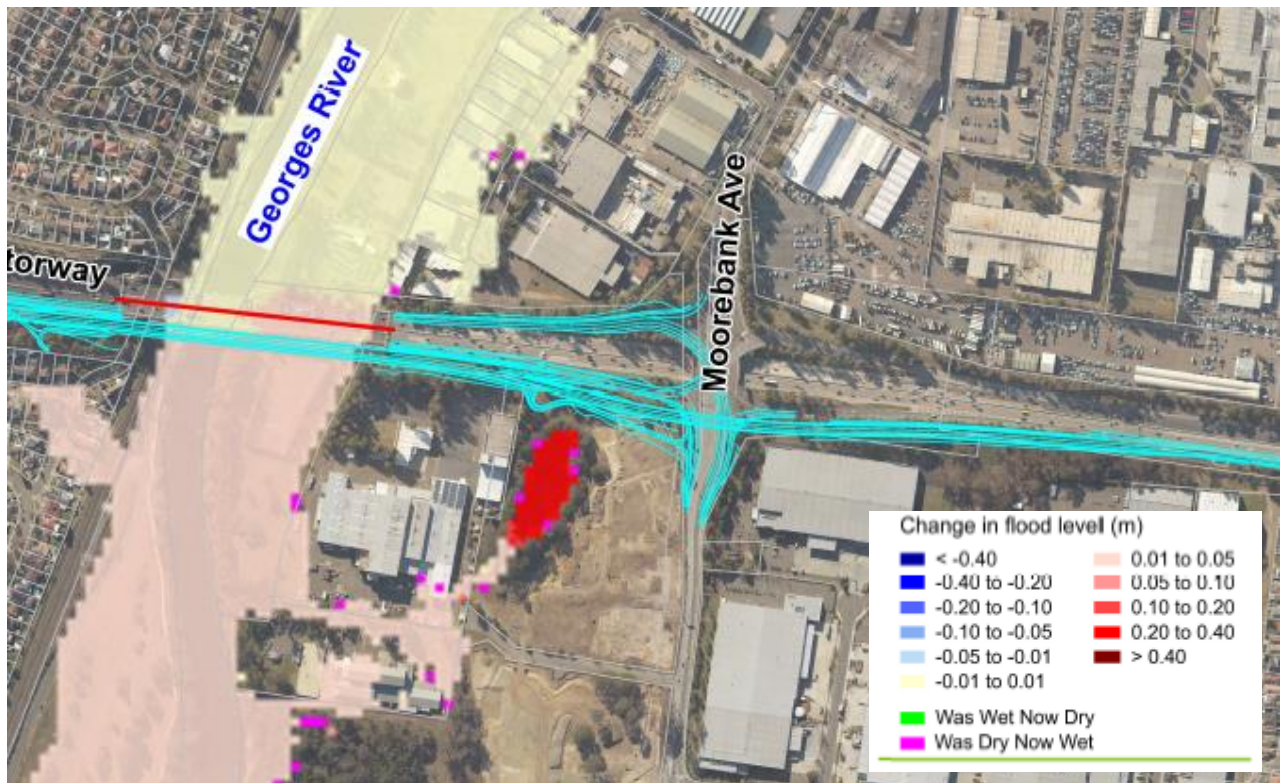 Georges River
torway
Moorebank Ave
Change in flood level (m)
< -0.40
-0.40 to -0.20
-0.20 to -0.10
-0.10 to -0.05
-0.05 to -0.01
-0.01 to 0.01
0.01 to 0.05
0.05 to 0.10
0.10 to 0.20
0.20 to 0.40
> 0.40
Was Wet Now Dry
Was Dry Now Wet